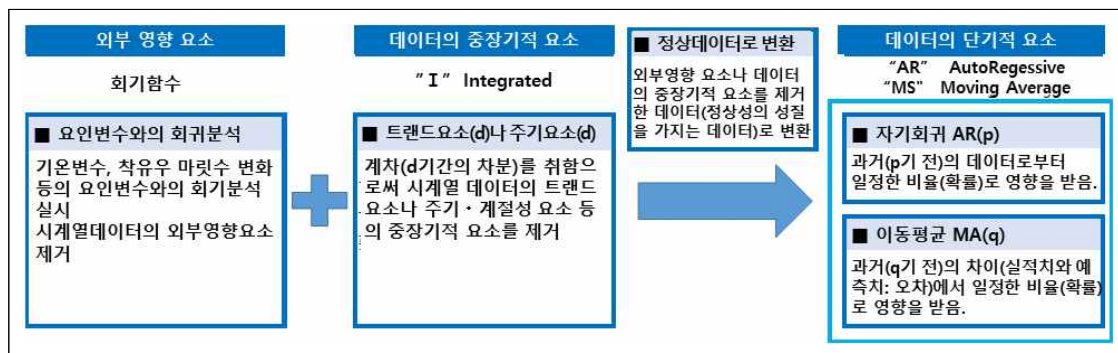 외부 영향 요소
회기함수
■ 요인변수와의 회귀분석
기온변수, 착유우 마릿수 변화
등의 요인변수와의 회기분석
실시
시계열데이터의 외부영향요소
제거
데이터의 중장기적 요소
"I" Integrated
■ 트랜드요소(d)나 주기요소(d)
계차(d기간의 차분)를 취함으
로써 시계열 데이터의 트랜드
요소나 주기・계절성 요소 등
의 중장기적 요소를 제거
■ 정상데이터로 변환
외부영향 요소나 데이터
의 중장기적 요소를 제거
한 데이터(정상성의 성질
을 가지는 데이터)로 변환
데이터의 단기적 요소
"AR" AutoRegessive
"MS" Moving Average
■ 자기회귀 AR(p)
과거(p기 전)의 데이터로부터
일정한 비율(확률)로 영향을 받음.
■ 이동평균 MA(q)
과거(q기 전)의 차이(실적치와 예
측치: 오차)에서 일정한 비율(확률)
로 영향을 받음.